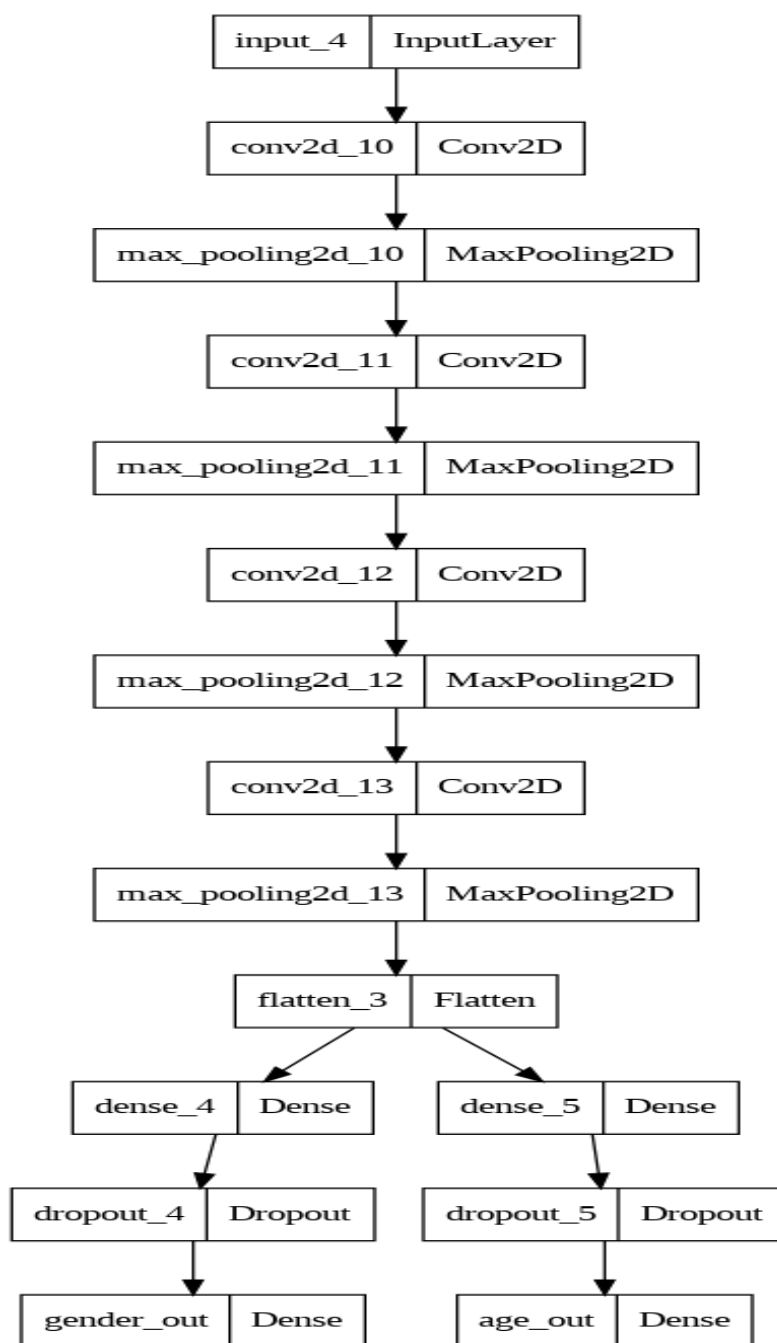 input_4 InputLayer
conv2d_10 Conv2D
max_pooling2d_10 MaxPooling2D
conv2d_11 Conv2D
max_pooling2d_11 MaxPooling2D
conv2d_12 Conv2D
max_pooling2d_12 MaxPooling2D
conv2d_13 Conv2D
max_pooling2d_13 MaxPooling2D
flatten_3 Flatten
dense_4 Dense dense_5 Dense
dropout_4 Dropout dropout_5 Dropout
gender_out Dense age_out Dense